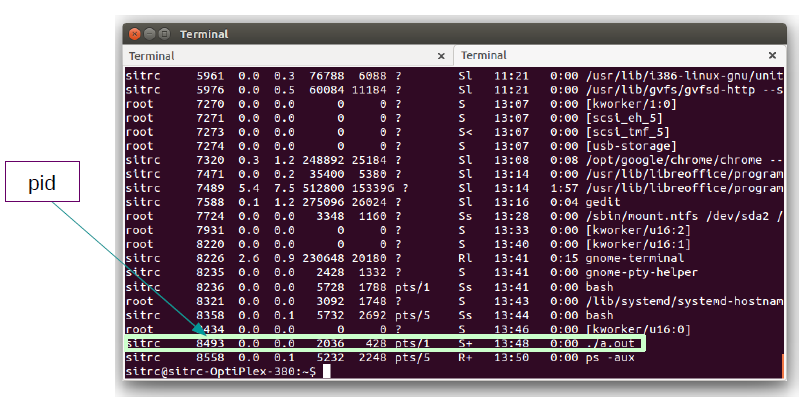 Terminal
Terminal × Terminal ×
sitrc 5961 0.0 0.3 76788 6088 ? Sl 11:21 0:00 /usr/lib/i386-linux-gnu/unit
sitrc 5976 0.0 0.5 60084 11184 ? Sl 11:21 0:00 /usr/lib/gvfs/gvfsd-http --s
root 7270 0.0 0.0 0 0 ? S 13:07 0:00 [kworker/1:0]
root 7271 0.0 0.0 0 0 ? S 13:07 0:00 [scsi_eh_5]
root 7273 0.0 0.0 0 0 ? S< 13:07 0:00 [scsi_tmf_5]
root 7274 0.0 0.0 0 0 ? S 13:07 0:00 [usb-storage]
sitrc 7320 0.3 1.2 248892 25184 ? Sl 13:08 0:08 /opt/google/chrome/chrome --
sitrc 7471 0.0 0.2 35400 5380 ? Sl 13:14 0:00 /usr/lib/libreoffice/program
sitrc 7489 5.4 7.5 512800 153396 ? Sl 13:14 1:57 /usr/lib/libreoffice/program
sitrc 7588 0.1 1.2 275096 26024 ? Sl 13:16 0:04 gedit
root 7724 0.0 0.0 3348 1160 ? Ss 13:28 0:00 /sbin/mount.ntfs /dev/sda2 /
root 7931 0.0 0.0 0 0 ? S 13:33 0:00 [kworker/u16:2]
root 8220 0.0 0.0 0 0 ? S 13:40 0:00 [kworker/u16:1]
sitrc 8226 2.6 0.9 230648 20180 ? Rl 13:41 0:15 gnome-terminal
sitrc 8235 0.0 0.0 2428 1332 ? S 13:41 0:00 gnome-pty-helper
sitrc 8236 0.0 0.0 5728 1788 pts/1 Ss 13:41 0:00 bash
root 8321 0.0 0.0 3092 1748 ? S 13:43 0:00 /lib/systemd/systemd-hostnam
sitrc 8358 0.0 0.1 5732 2692 pts/5 Ss 13:44 0:00 bash
root 8434 0.0 0.0 0 0 ? S 13:46 0:00 [kworker/u16:0]
sitrc 8493 0.0 0.0 2036 428 pts/1 S+ 13:48 0:00 ./a.out
sitrc 8558 0.0 0.1 5232 2248 pts/5 R+ 13:50 0:00 ps -aux
sitrc@sitrc-OptiPlex-380:~$
pid